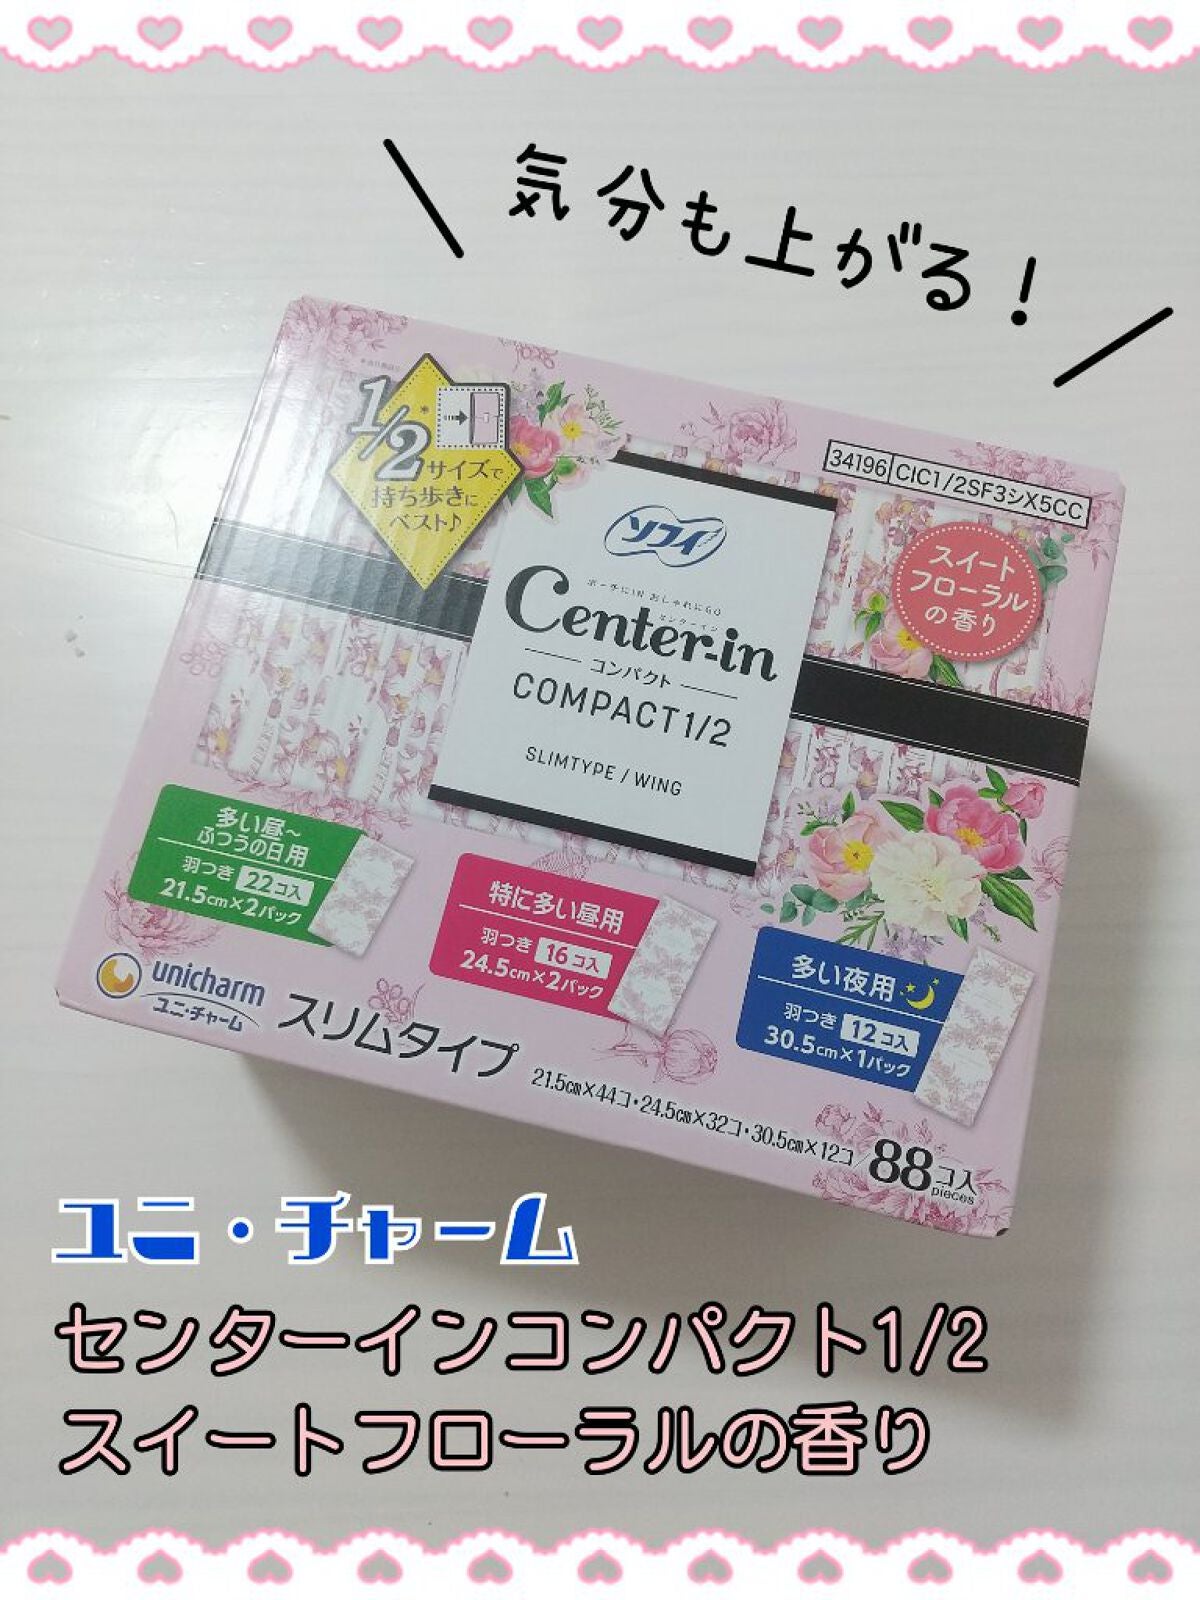 気分も上がる!
1/2*
サイズで
持ち歩きに
ベスト♪
34196 CIC1/2SF3シX5CC
ソフィ
ポーチにIN おしゃれにGO
センターイン
Center-in
コンパクト
COMPACT1/2
SLIMTYPE / WING
スイート
フローラル
の香り
多い昼~
ふつうの日用
羽つき 22コ入
21.5cm×2パック
特に多い昼用
羽つき 16コ入
24.5cm×2パック
多い夜用
羽つき 12コ入
30.5cm×1パック
unicharm
ユニ・チャーム
スリムタイプ
21.5cm×44コ・24.5cm×32コ・30.5cm×12コ/88コ入
pieces
ユニ・チャーム
センターインコンパクト1/2
スイートフローラルの香り